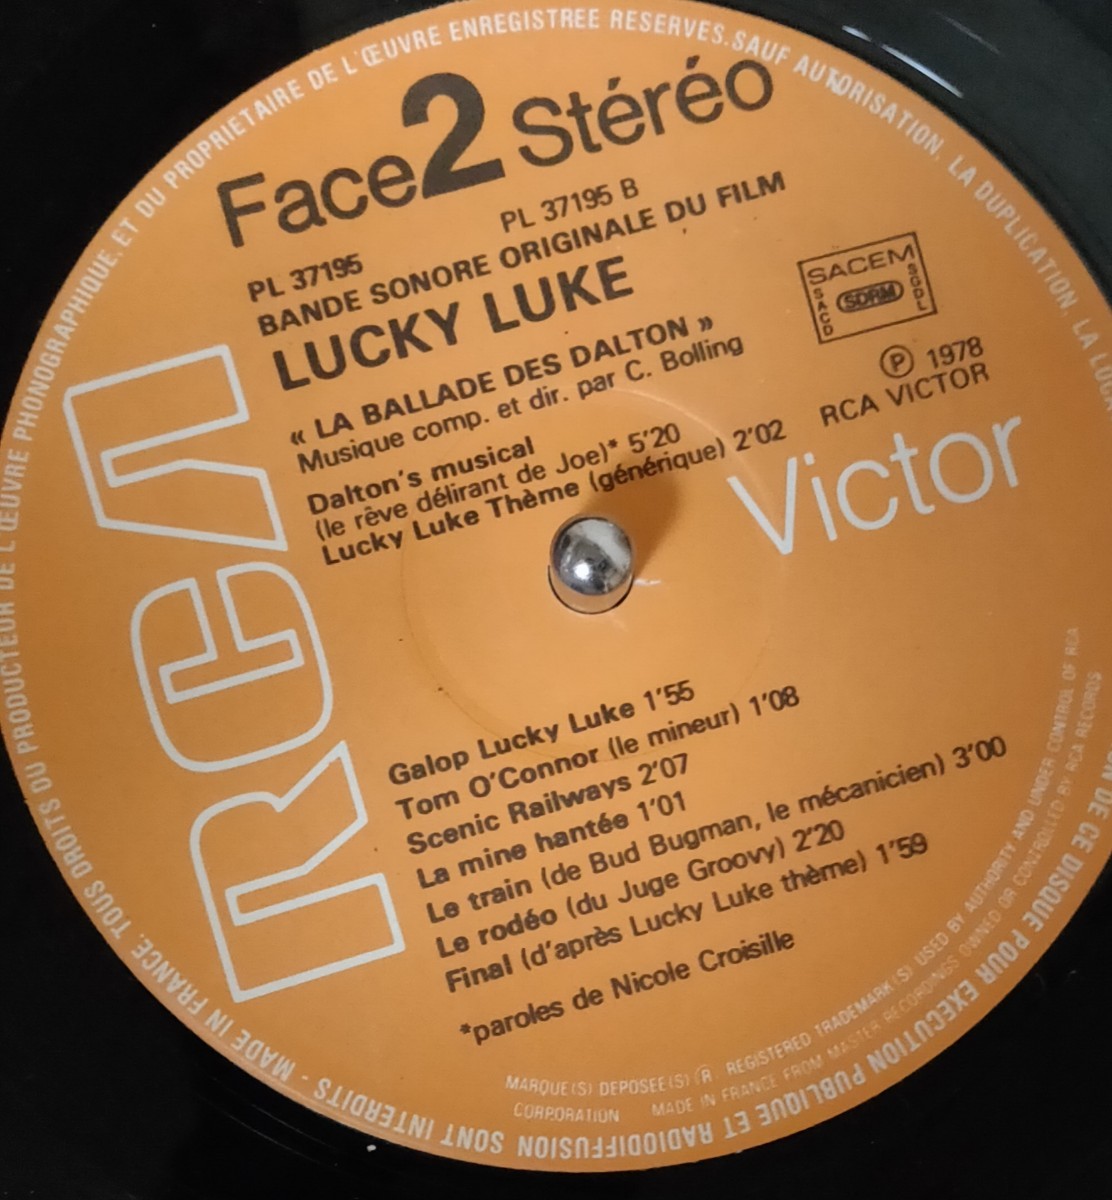 Face 2 Stéréo
PL 37195 PL 37195 B
BANDE SONORE ORIGINALE DU FILM
LUCKY LUKE
« LA BALLADE DES DALTON »
Musique comp. et dir. par C. Bolling
SACEM
SACD
SDRM
SGDL
Ⓟ 1978
RCA VICTOR
Dalton's musical
(le rêve délirant de Joe)* 5'20
Lucky Luke Thème (générique) 2'02
RCA
Victor
Galop Lucky Luke 1'55
Tom O'Connor (le mineur) 1'08
Scenic Railways 2'07
La mine hantée 1'01
Le train (de Bud Bugman, le mécanicien) 3'00
Le rodéo (du Juge Groovy) 2'20
Final (d'après Lucky Luke thème) 1'59
*paroles de Nicole Croisille
MARQUE(S) DEPOSEE(S) R REGISTERED TRADEMARK(S) USED BY AUTHORITY AND UNDER CONTROL OF RCA
CORPORATION MADE IN FRANCE FROM MASTER RECORDINGS OWNED OR CONTROLLED BY RCA RECORDS
MADE IN FRANCE. TOUS DROITS DU PRODUCTEUR DE L'ŒUVRE PHONOGRAPHIQUE. ET DU PROPRIETAIRE DE L'ŒUVRE ENREGISTREE RESERVES. SAUF AUTORISATION. LA DUPLICATION. LA
DE CE DISQUE POUR EXECUTION PUBLIQUE ET RADIODIFFUSION SONT INTERDITS -